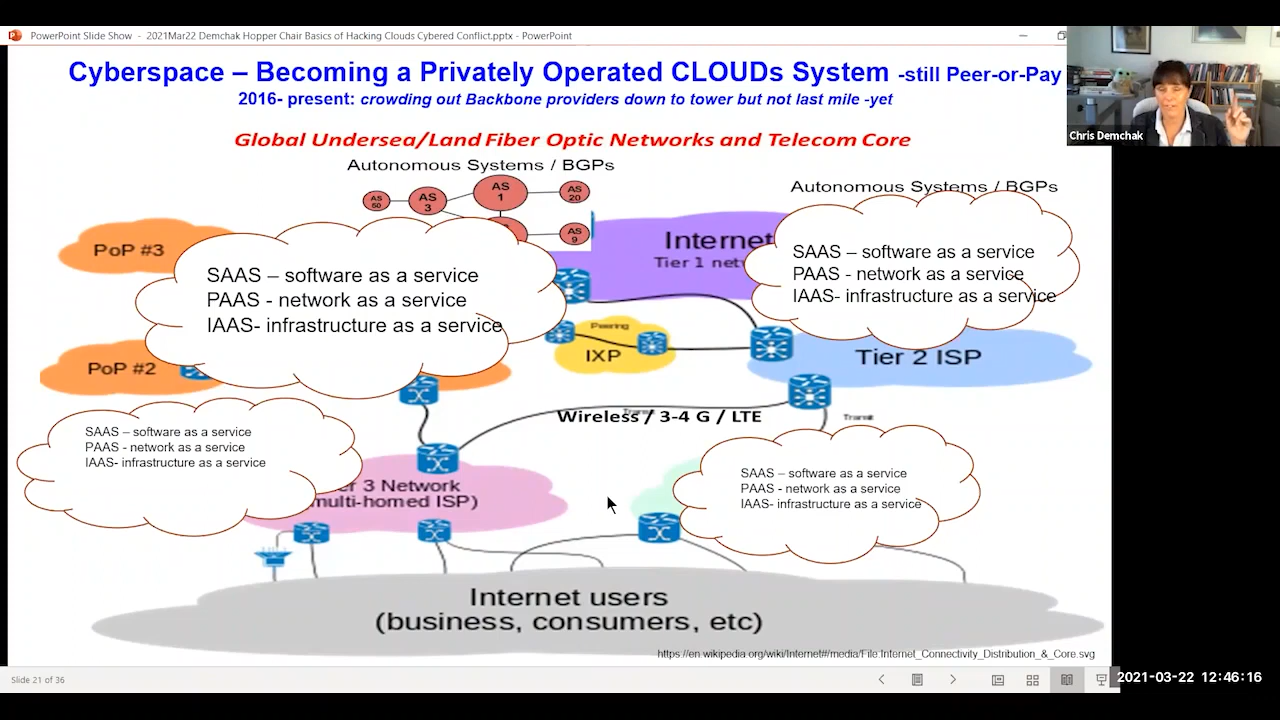 PowerPoint Slide Show - 2021Mar22 Demchak Hopper Chair Basics of Hacking Clouds Cybered Conflict.pptx - PowerPoint
Cyberspace – Becoming a Privately Operated CLOUDs System -still Peer-or-Pay
2016- present: crowding out Backbone providers down to tower but not last mile -yet
Chris Demchak
Global Undersea/Land Fiber Optic Networks and Telecom Core
Autonomous Systems / BGPs
Autonomous Systems / BGPs
AS 1
AS 3
AS 60
AS 20
AS 9
PoP #3
Internet
Tier 1
SAAS – software as a service
PAAS - network as a service
IAAS- infrastructure as a service
SAAS – software as a service
PAAS - network as a service
IAAS- infrastructure as a service
Peering
IXP
Tier 2 ISP
PoP #2
Wireless / 3-4 G / LTE
Transit
SAAS – software as a service
PAAS - network as a service
IAAS- infrastructure as a service
3 Network
multi-homed ISP)
SAAS – software as a service
PAAS - network as a service
IAAS- infrastructure as a service
Internet users
(business, consumers, etc)
https://en.wikipedia.org/wiki/Internet#/media/File:Internet_Connectivity_Distribution_&_Core.svg
Slide 21 of 36
2021-03-22 12:46:16